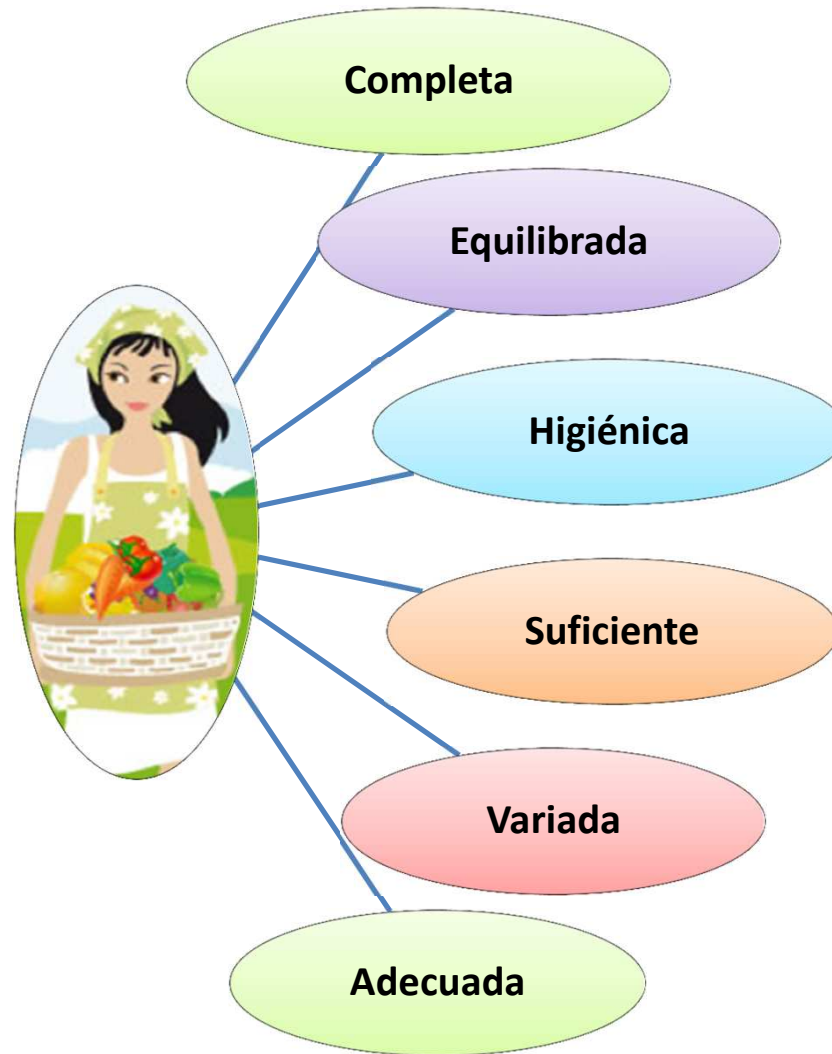 Completa
Equilibrada
Higiénica
Suficiente
Variada
Adecuada